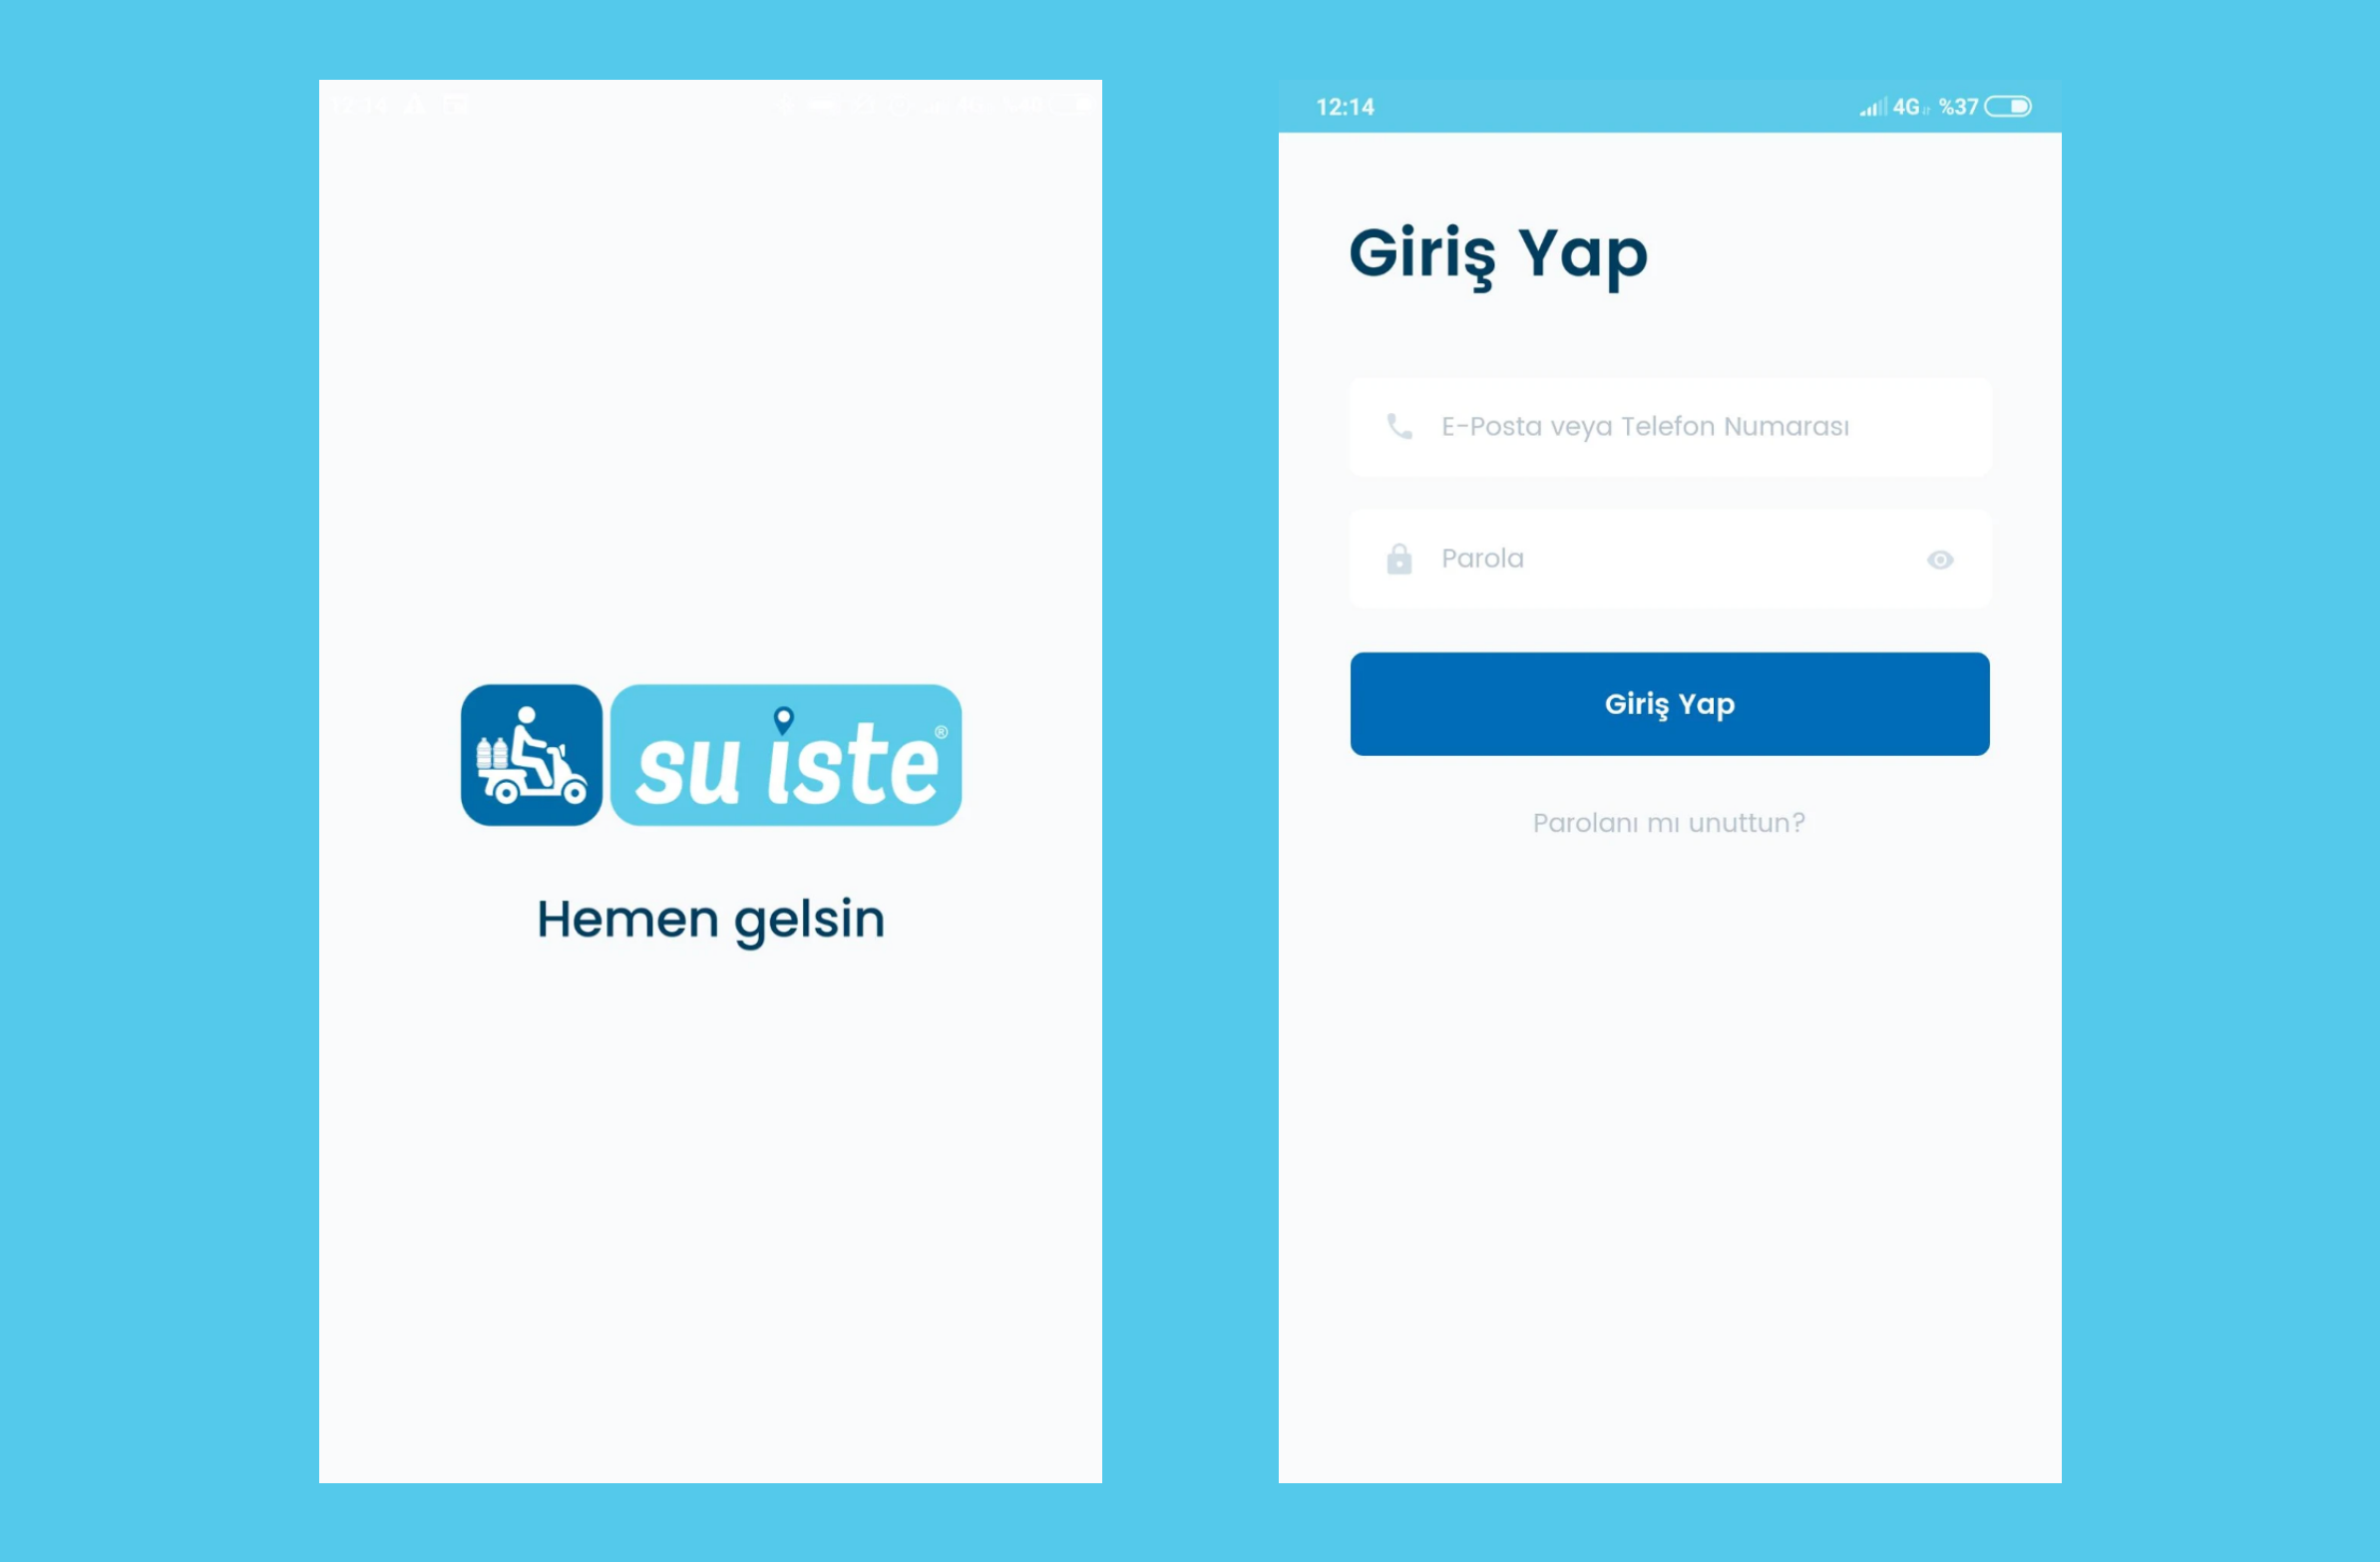 su iste®
Hemen gelsin
12:14
4G %37
Giriş Yap
E-Posta veya Telefon Numarası
Parola
Giriş Yap
Parolanı mı unuttun?